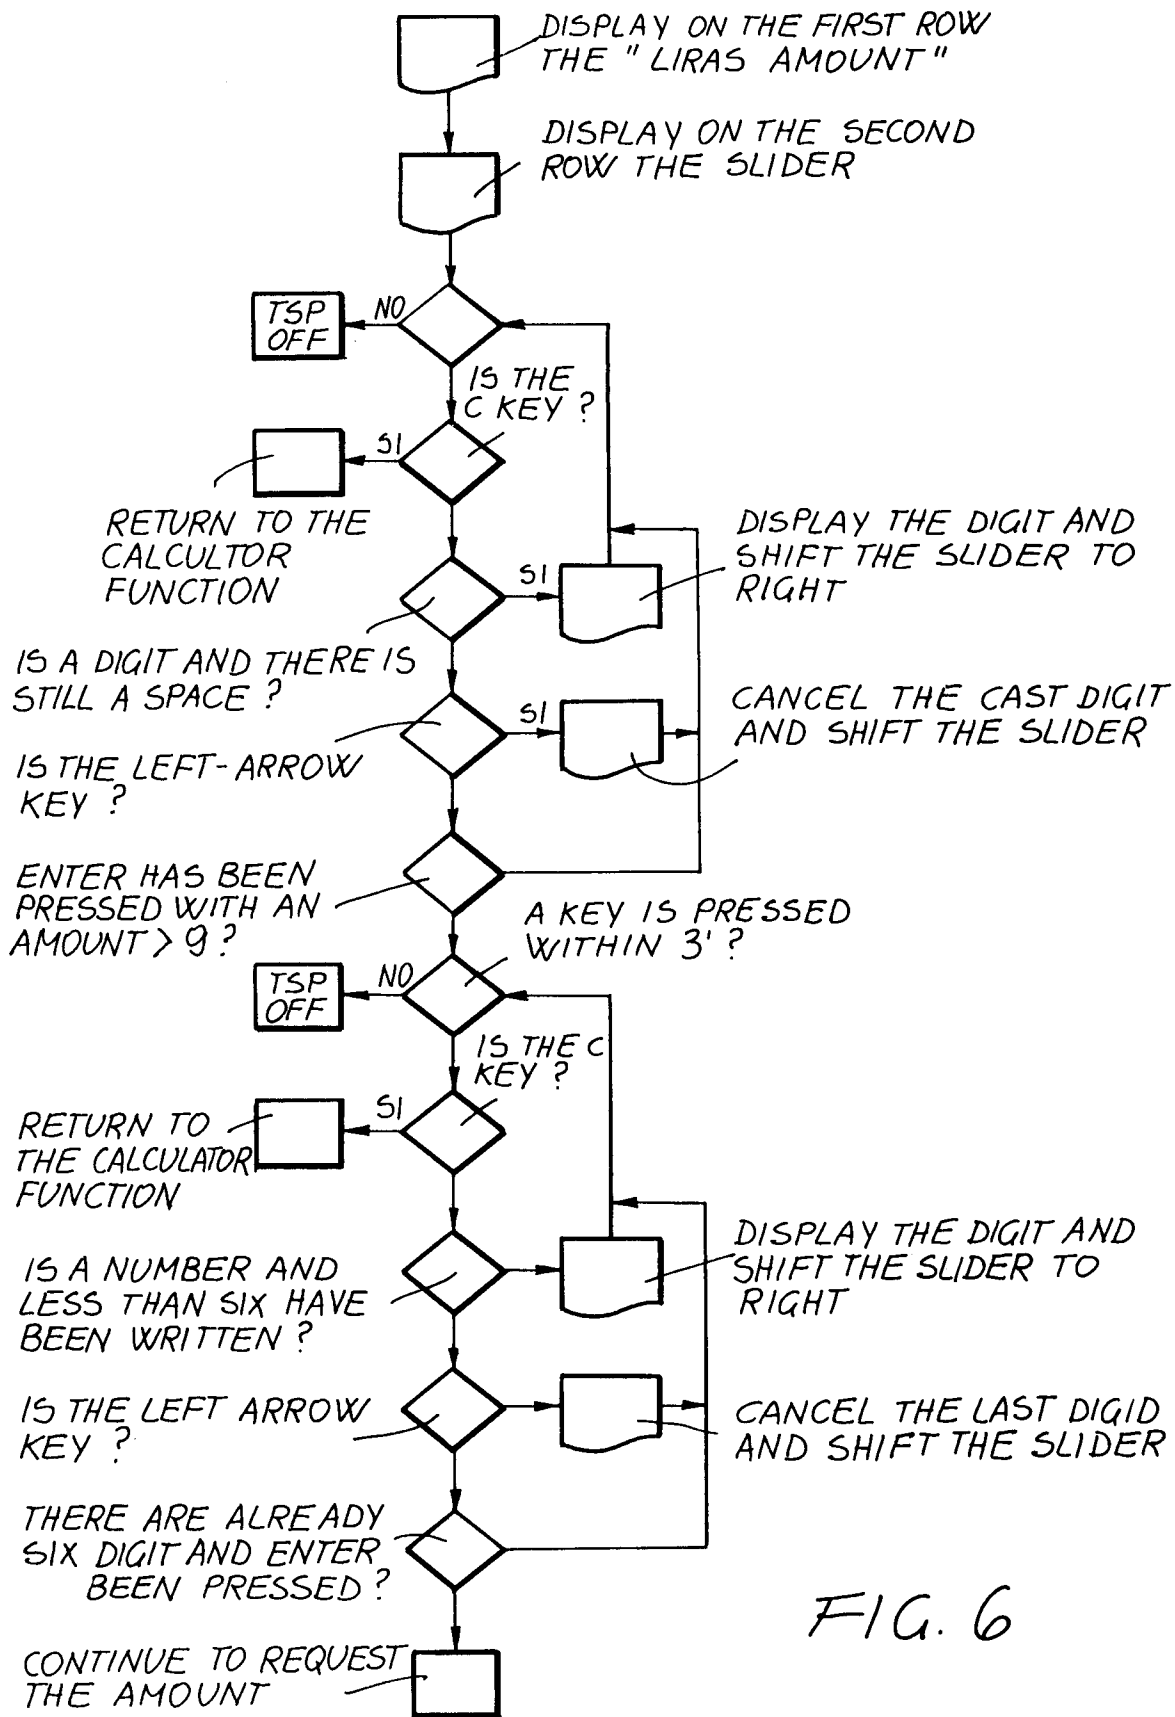 DISPLAY ON THE FIRST ROW
THE " LIRAS AMOUNT"
DISPLAY ON THE SECOND
ROW THE SLIDER
TSP
OFF
NO
IS THE
C KEY ?
SI
RETURN TO THE
CALCULTOR
FUNCTION
DISPLAY THE DIGIT AND
SHIFT THE SLIDER TO
RIGHT
SI
IS A DIGIT AND THERE IS
STILL A SPACE ?
SI
CANCEL THE CAST DIGIT
AND SHIFT THE SLIDER
IS THE LEFT-ARROW
KEY ?
ENTER HAS BEEN
PRESSED WITH AN
AMOUNT > 9 ?
A KEY IS PRESSED
WITHIN 3' ?
TSP
OFF
NO
IS THE C
KEY ?
SI
RETURN TO
THE CALCULATOR
FUNCTION
DISPLAY THE DIGIT AND
SHIFT THE SLIDER TO
RIGHT
IS A NUMBER AND
LESS THAN SIX HAVE
BEEN WRITTEN ?
IS THE LEFT ARROW
KEY ?
CANCEL THE LAST DIGID
AND SHIFT THE SLIDER
THERE ARE ALREADY
SIX DIGIT AND ENTER
BEEN PRESSED ?
CONTINUE TO REQUEST
THE AMOUNT
FIG. 6